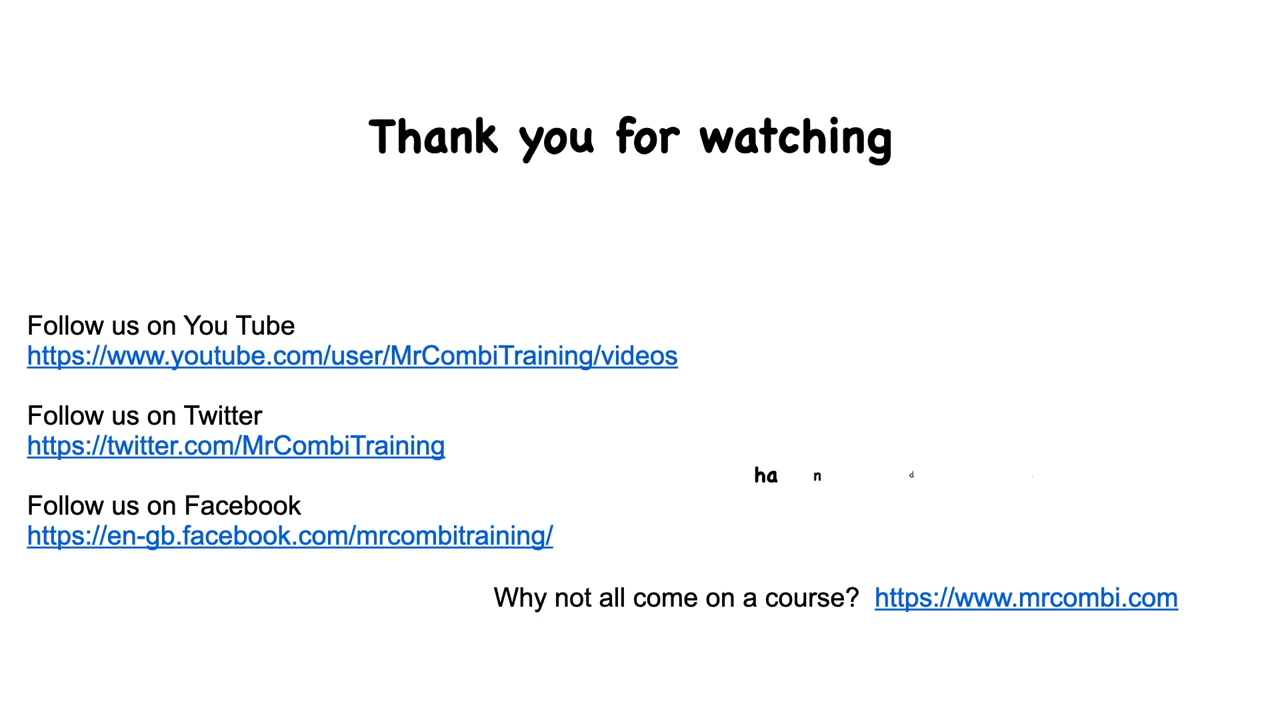 Thank you for watching
Follow us on You Tube
https://www.youtube.com/user/MrCombiTraining/videos
Follow us on Twitter
https://twitter.com/MrCombiTraining
ha n d
Follow us on Facebook
https://en-gb.facebook.com/mrcombitraining/
Why not all come on a course? https://www.mrcombi.com